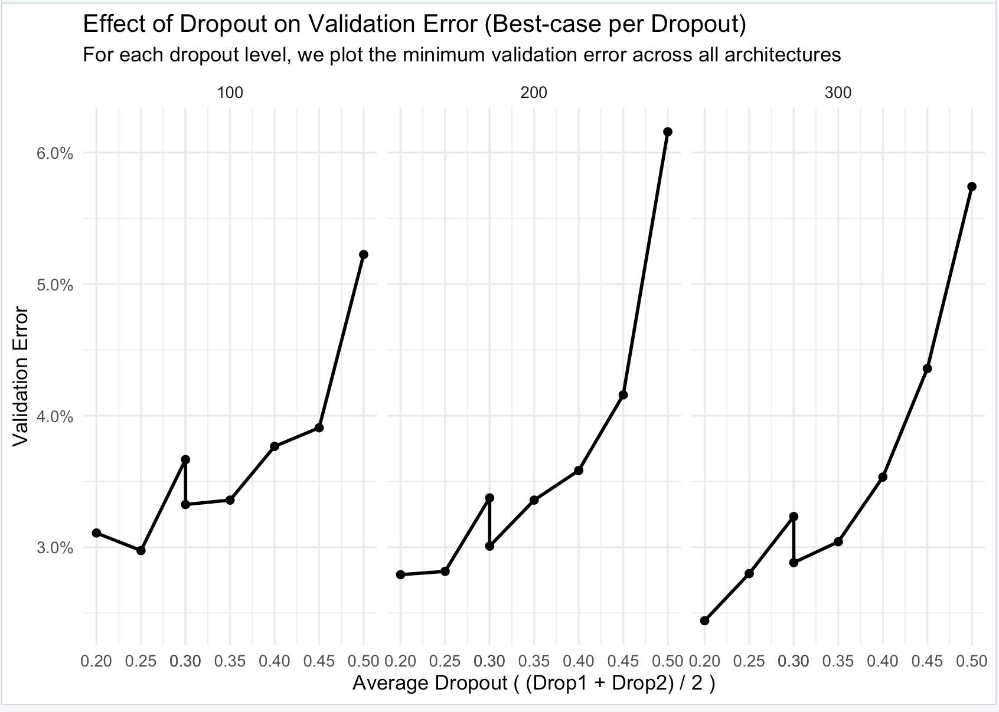 Effect of Dropout on Validation Error (Best-case per Dropout)
For each dropout level, we plot the minimum validation error across all architectures
100 200 300
6.0%
5.0%
4.0%
3.0%
Validation Error
0.20 0.25 0.30 0.35 0.40 0.45 0.50 0.20 0.25 0.30 0.35 0.40 0.45 0.50 0.20 0.25 0.30 0.35 0.40 0.45 0.50
Average Dropout ( (Drop1 + Drop2) / 2 )